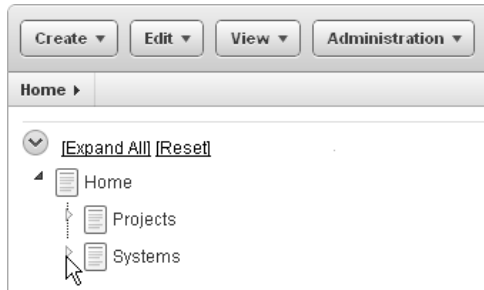 Create Edit View Administration
Home
[Expand All] [Reset]
Home
Projects
Systems